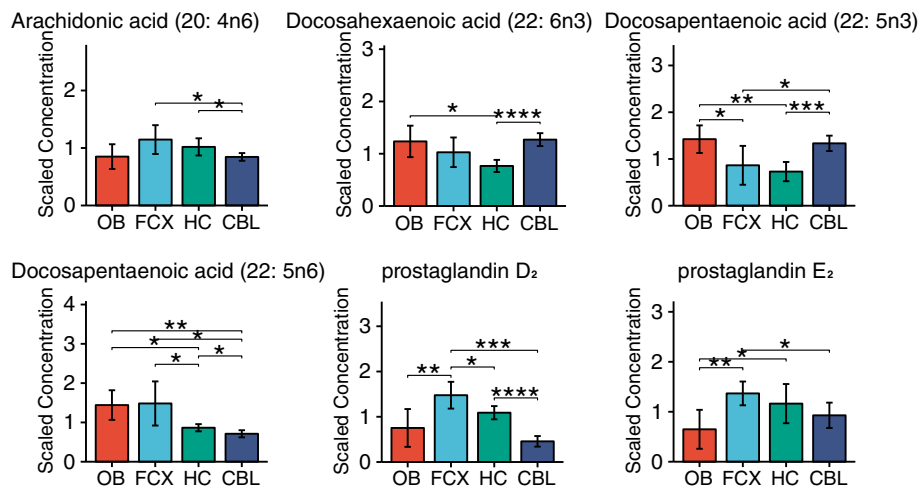 Arachidonic acid (20: 4n6)
Scaled Concentration
2
1
0
* *
OB FCX HC CBL
Docosahexaenoic acid (22: 6n3)
Scaled Concentration
3
2
1
0
* ****
OB FCX HC CBL
Docosapentaenoic acid (22: 5n3)
Scaled Concentration
3
2
1
0
* ** * ***
OB FCX HC CBL
Docosapentaenoic acid (22: 5n6)
Scaled Concentration
4
3
2
1
0
** * * * *
OB FCX HC CBL
prostaglandin D₂
Scaled Concentration
3
2
1
0
*** ** * ****
OB FCX HC CBL
prostaglandin E₂
Scaled Concentration
3
2
1
0
* * **
OB FCX HC CBL